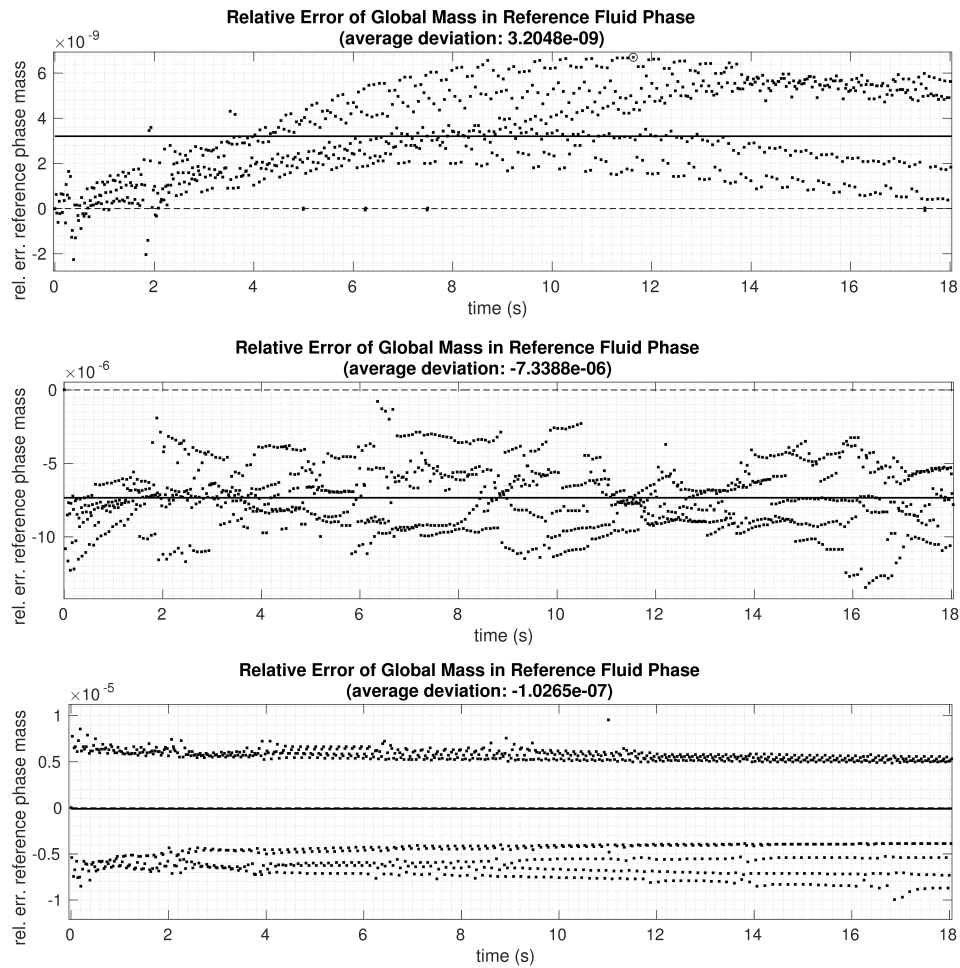 Relative Error of Global Mass in Reference Fluid Phase
(average deviation: 3.2048e-09)
×10⁻⁹
6
4
2
0
-2
rel. err. reference phase mass
0 2 4 6 8 10 12 14 16 18
time (s)
Relative Error of Global Mass in Reference Fluid Phase
(average deviation: -7.3388e-06)
×10⁻⁶
0
-5
-10
rel. err. reference phase mass
0 2 4 6 8 10 12 14 16 18
time (s)
Relative Error of Global Mass in Reference Fluid Phase
(average deviation: -1.0265e-07)
×10⁻⁵
1
0.5
0
-0.5
-1
rel. err. reference phase mass
0 2 4 6 8 10 12 14 16 18
time (s)